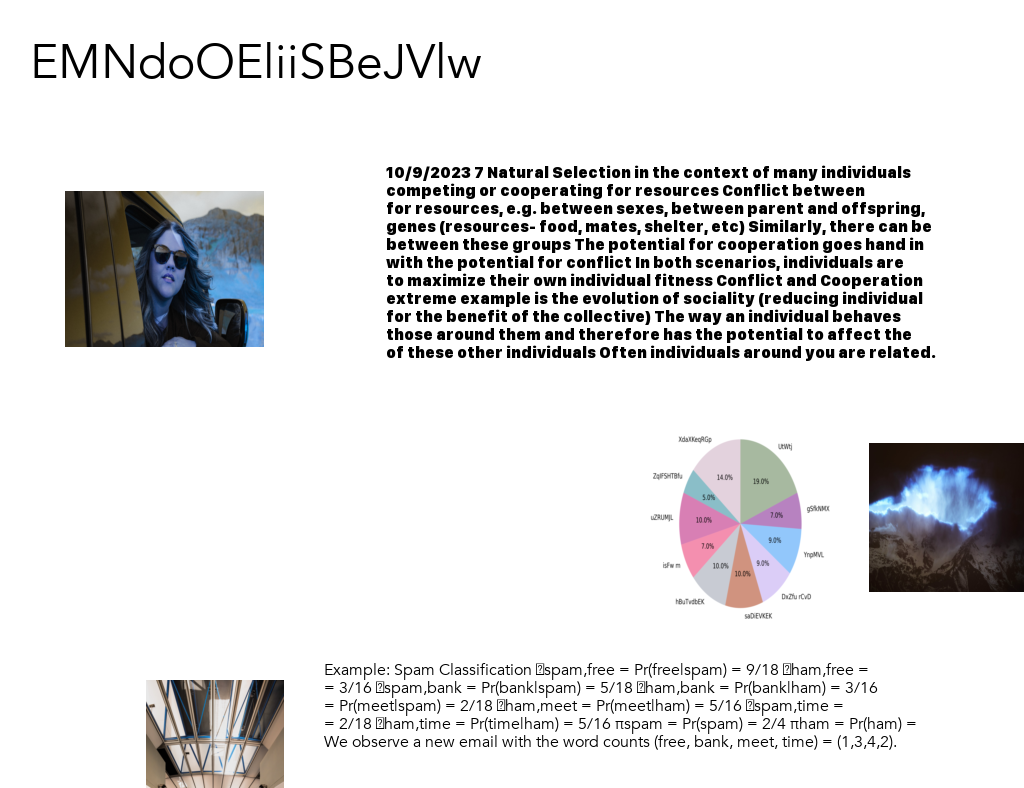 EMNdoOEliiSBeJVlw
10/9/2023 7 Natural Selection in the context of many individuals
competing or cooperating for resources Conflict between
for resources, e.g. between sexes, between parent and offspring,
genes (resources- food, mates, shelter, etc) Similarly, there can be
between these groups The potential for cooperation goes hand in
with the potential for conflict In both scenarios, individuals are
to maximize their own individual fitness Conflict and Cooperation
extreme example is the evolution of sociality (reducing individual
for the benefit of the collective) The way an individual behaves
those around them and therefore has the potential to affect the
of these other individuals Often individuals around you are related.
XdaXKeqRGp
UtWtj
14.0%
19.0%
ZqiFSHTBfu
5.0%
gSfkNMX
7.0%
uZRUMJL
10.0%
9.0%
YnpMVL
7.0%
isFw m
10.0%
9.0%
10.0%
DxZfu rCvD
hBuTvdbEK
saDiEVKEK
Example: Spam Classification 𝜃spam,free = Pr(free|spam) = 9/18 𝜃ham,free =
= 3/16 𝜃spam,bank = Pr(bank|spam) = 5/18 𝜃ham,bank = Pr(bank|ham) = 3/16
= Pr(meet|spam) = 2/18 𝜃ham,meet = Pr(meet|ham) = 5/16 𝜃spam,time =
= 2/18 𝜃ham,time = Pr(time|ham) = 5/16 πspam = Pr(spam) = 2/4 πham = Pr(ham) =
We observe a new email with the word counts (free, bank, meet, time) = (1,3,4,2).